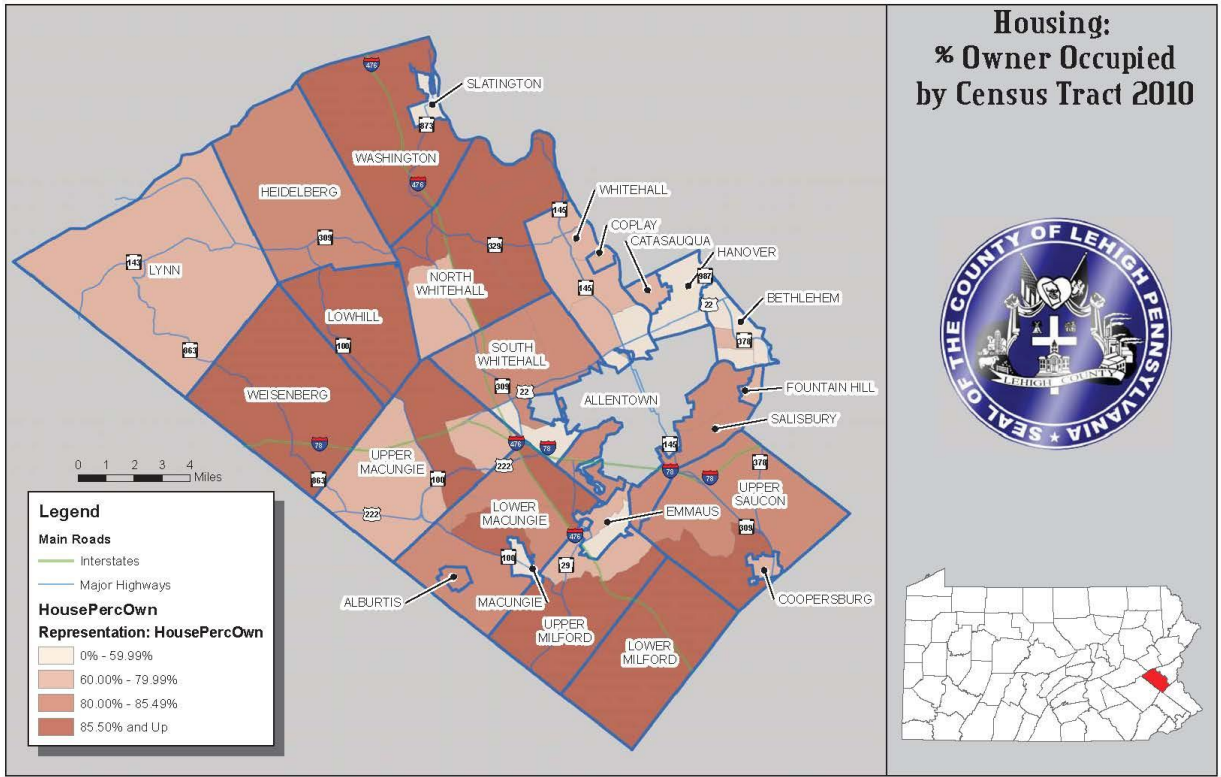 Housing:
% Owner Occupied
by Census Tract 2010
476
SLATINGTON
873
WASHINGTON
476
HEIDELBERG
WHITEHALL
145
COPLAY
309
329
CATASAUQUA
HANOVER
143
LYNN
NORTH
WHITEHALL
987
145
22
BETHLEHEM
LOWHILL
100
378
863
SOUTH
WHITEHALL
309
22
FOUNTAIN HILL
WEISENBERG
ALLENTOWN
SALISBURY
78
476
78
145
UPPER
MACUNGIE
222
378
78
78
863
100
UPPER
SAUCON
222
LOWER
MACUNGIE
EMMAUS
309
476
100
29
ALBURTIS
MACUNGIE
COOPERSBURG
UPPER
MILFORD
LOWER
MILFORD
0 1 2 3 4
Miles
Legend
Main Roads
Interstates
Major Highways
HousePercOwn
Representation: HousePercOwn
0% - 59.99%
60.00% - 79.99%
80.00% - 85.49%
85.50% and Up
SEAL OF THE COUNTY OF LEHIGH PENNSYLVANIA
LEHIGH COUNTY